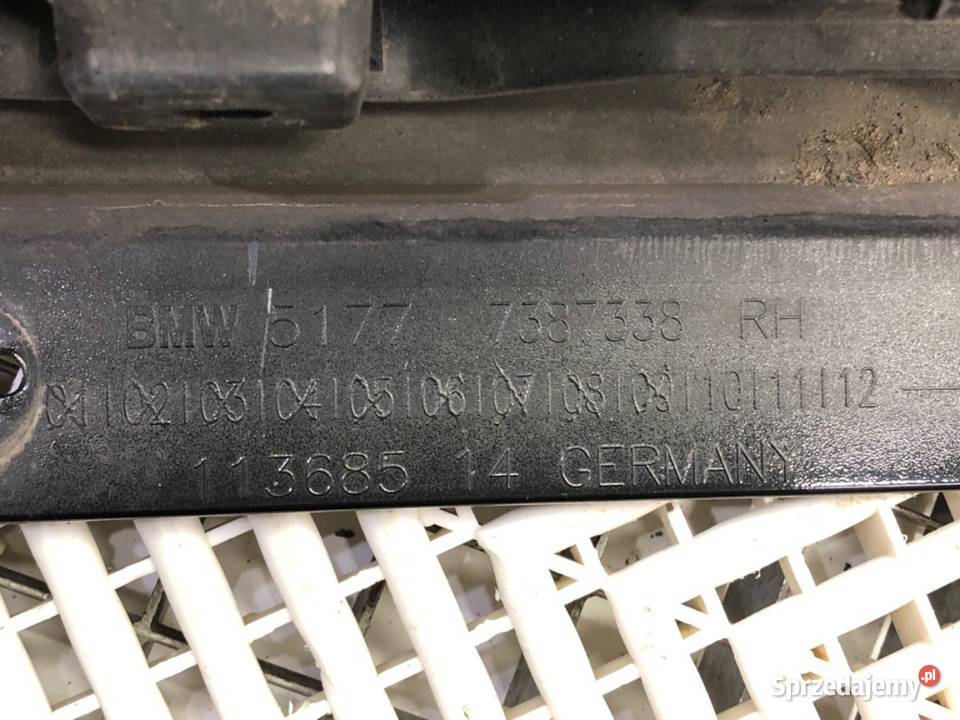 BMW 5177 - 7387338 RH
01|02|03|04|05|06|07|08|09|10|11|12
113685 14 GERMANY
Sprzedajemy.pl